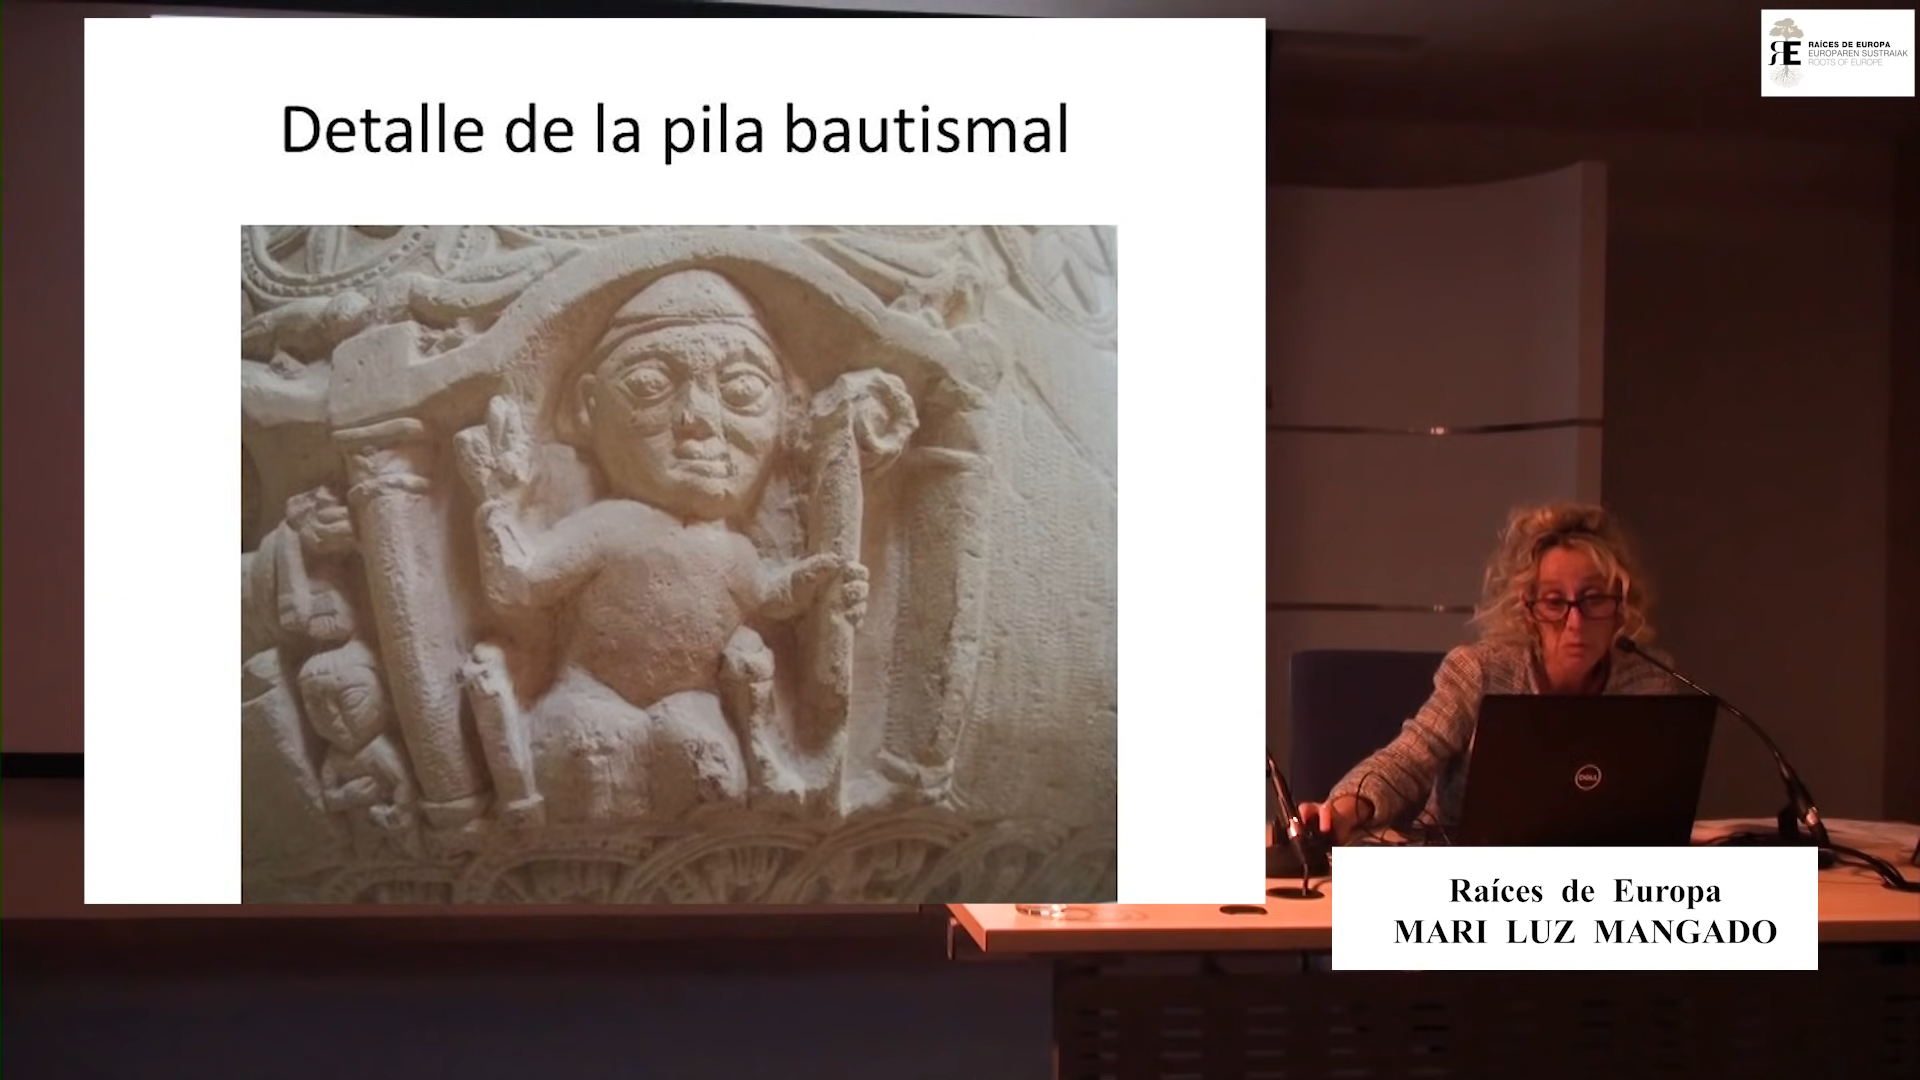 Detalle de la pila bautismal
RAÍCES DE EUROPA
EUROPAREN SUSTRAIAK
ROOTS OF EUROPE
DELL
Raíces de Europa
MARI LUZ MANGADO